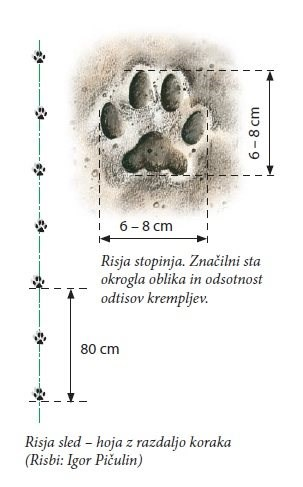 6 – 8 cm
6 – 8 cm
Risja stopinja. Značilni sta
okrogla oblika in odsotnost
odtisov krempljev.
80 cm
Risja sled – hoja z razdaljo koraka
(Risbi: Igor Pičulin)